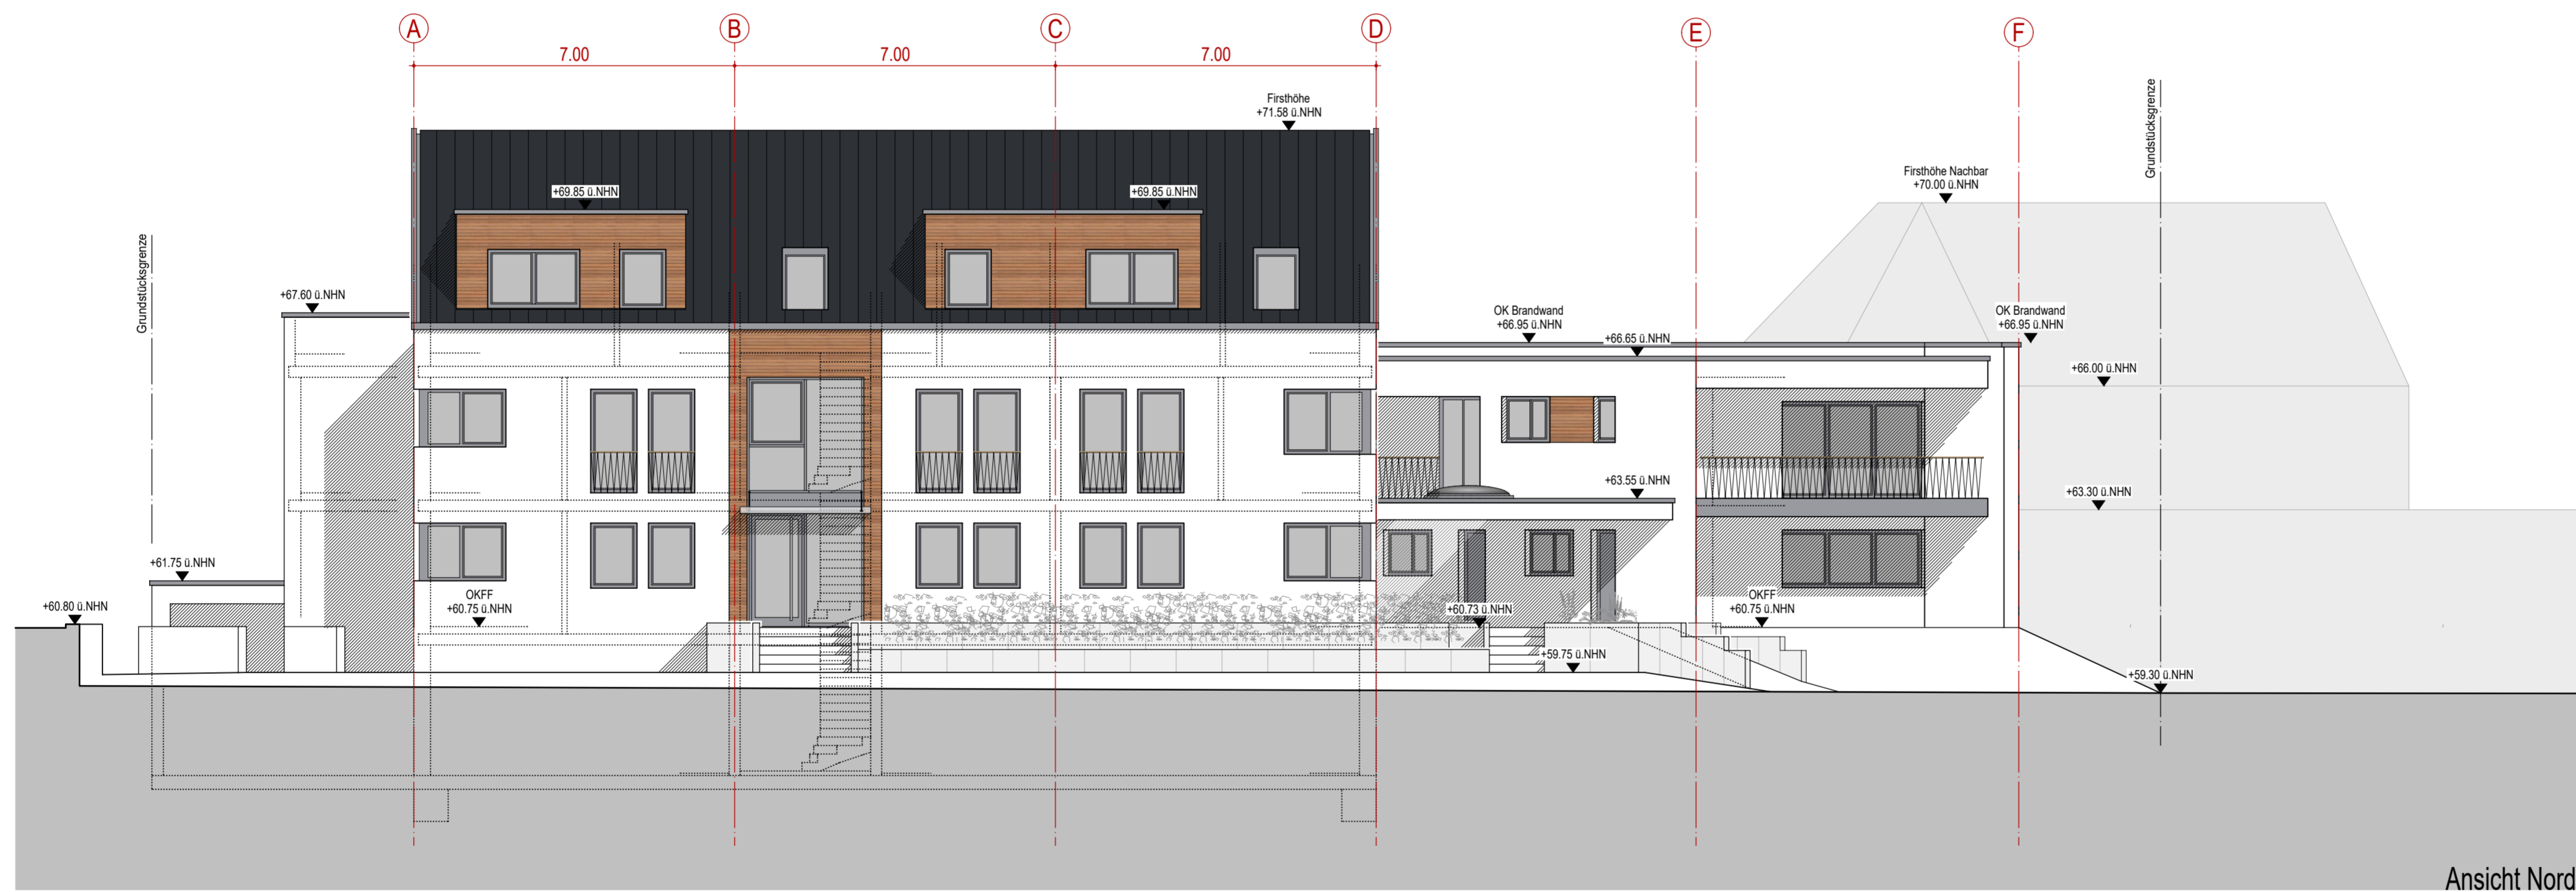 A
B
C
D
E
F
7.00
7.00
7.00
Grundstücksgrenze
Firsthöhe
+71.58 ü.NHN
Firsthöhe Nachbar
+70.00 ü.NHN
+69.85 ü.NHN
+69.85 ü.NHN
Grundstücksgrenze
+67.60 ü.NHN
OK Brandwand
+66.95 ü.NHN
OK Brandwand
+66.95 ü.NHN
+66.65 ü.NHN
+66.00 ü.NHN
+63.55 ü.NHN
+63.30 ü.NHN
+61.75 ü.NHN
OKFF
+60.75 ü.NHN
OKFF
+60.75 ü.NHN
+60.80 ü.NHN
+60.73 ü.NHN
+59.75 ü.NHN
+59.30 ü.NHN
Ansicht Nord